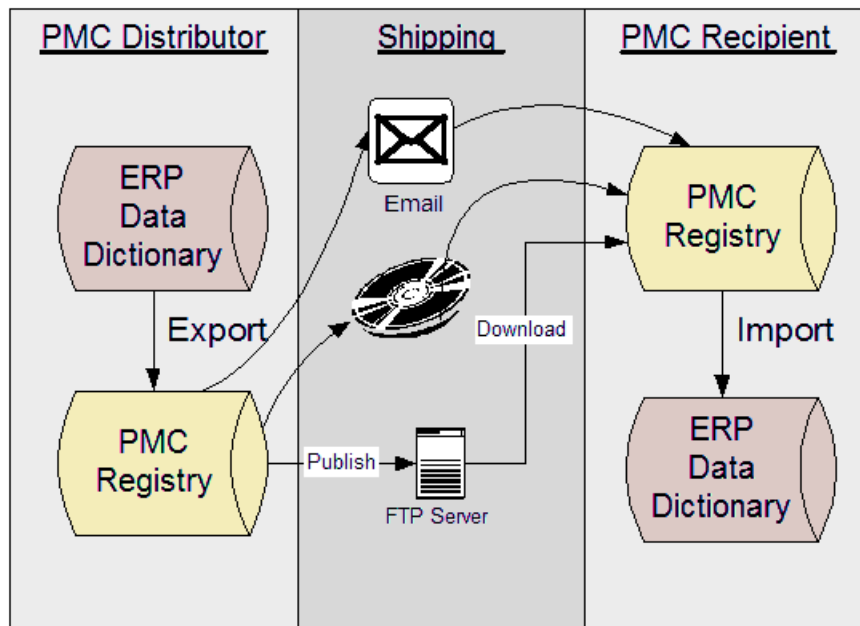 PMC Distributor
Shipping
PMC Recipient
ERP
Data
Dictionary
Export
PMC
Registry
Email
Download
Publish
FTP Server
PMC
Registry
Import
ERP
Data
Dictionary